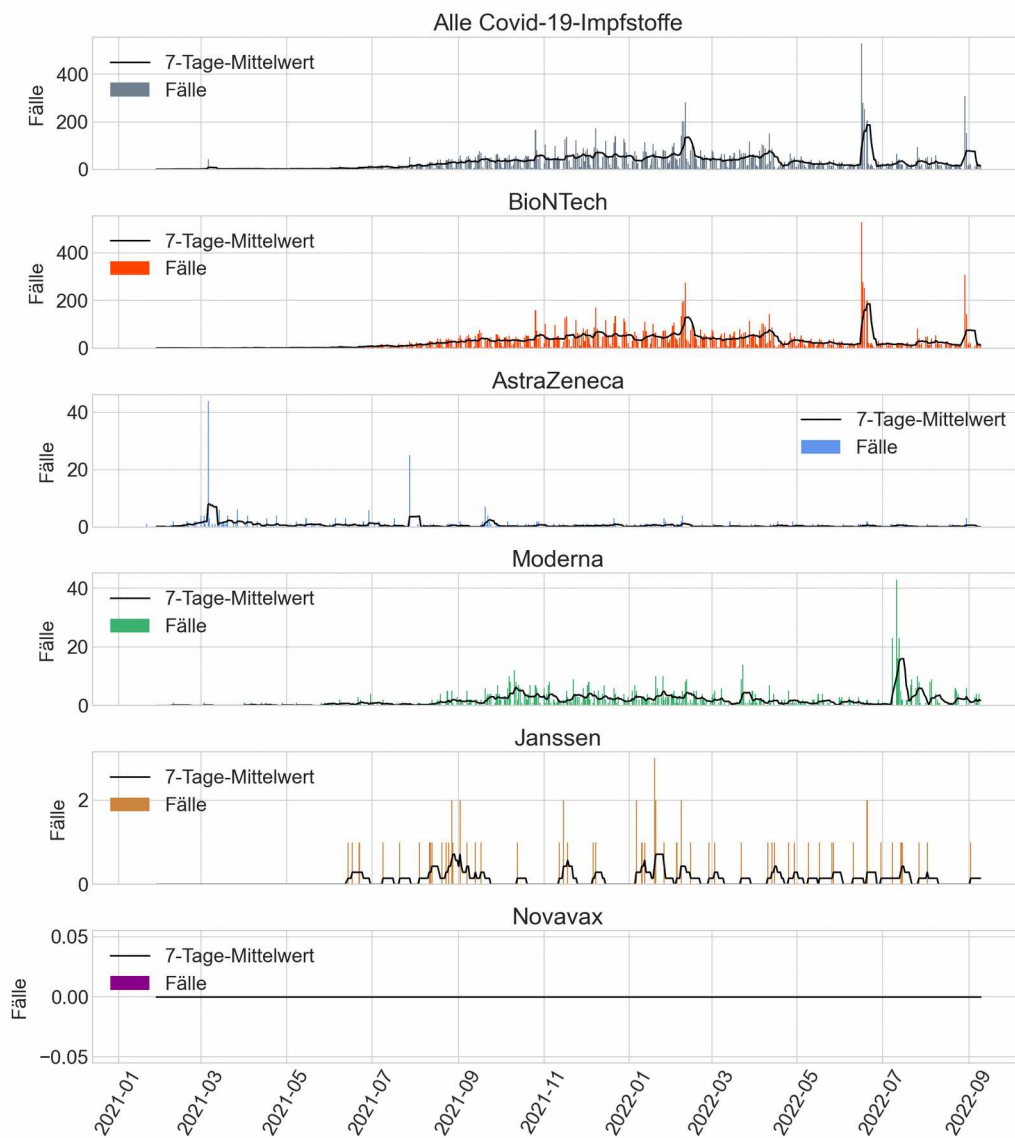 Alle Covid-19-Impfstoffe
7-Tage-Mittelwert
Fälle
Fälle
400
200
0
BioNTech
7-Tage-Mittelwert
Fälle
Fälle
400
200
0
AstraZeneca
7-Tage-Mittelwert
Fälle
Fälle
40
20
0
Moderna
7-Tage-Mittelwert
Fälle
Fälle
40
20
0
Janssen
7-Tage-Mittelwert
Fälle
Fälle
2
0
Novavax
7-Tage-Mittelwert
Fälle
Fälle
0.05
0.00
−0.05
2021-01
2021-03
2021-05
2021-07
2021-09
2021-11
2022-01
2022-03
2022-05
2022-07
2022-09